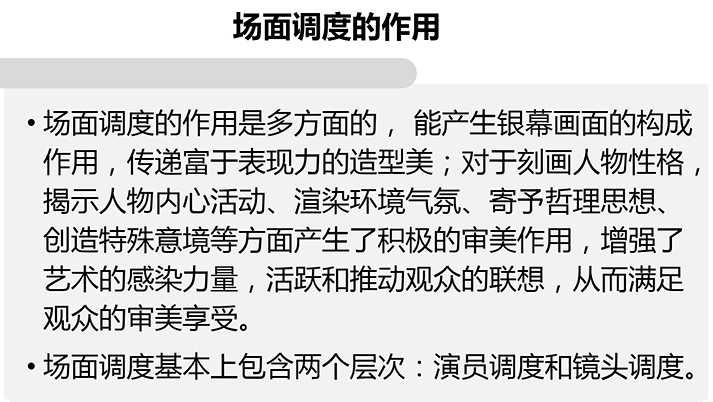 场面调度的作用
• 场面调度的作用是多方面的， 能产生银幕画面的构成
作用，传递富于表现力的造型美；对于刻画人物性格，
揭示人物内心活动、渲染环境气氛、寄予哲理思想、
创造特殊意境等方面产生了积极的审美作用，增强了
艺术的感染力量，活跃和推动观众的联想，从而满足
观众的审美享受。
• 场面调度基本上包含两个层次：演员调度和镜头调度。